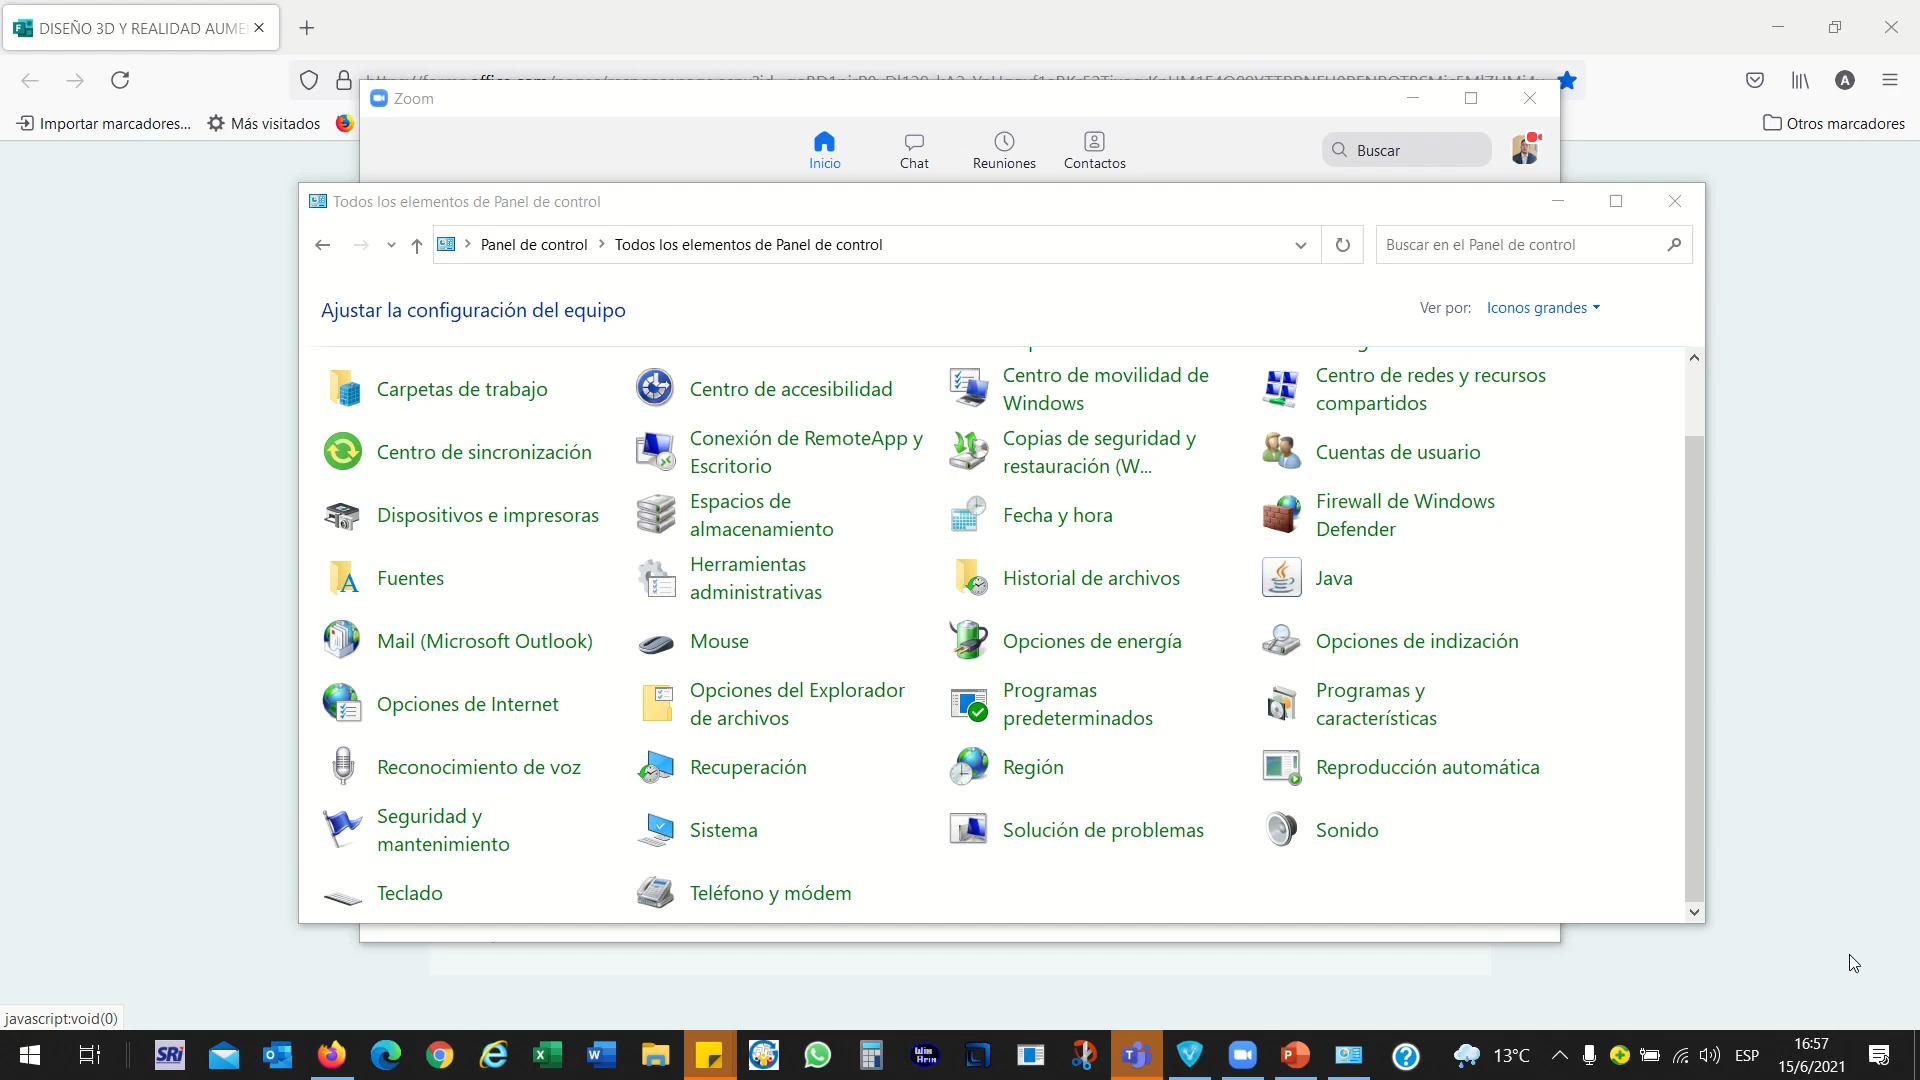 DISEÑO 3D Y REALIDAD AUME
Importar marcadores...
Más visitados
Otros marcadores
Zoom
Inicio
Chat
Reuniones
Contactos
Buscar
Todos los elementos de Panel de control
Panel de control > Todos los elementos de Panel de control
Buscar en el Panel de control
Ajustar la configuración del equipo
Ver por: Iconos grandes
Carpetas de trabajo
Centro de accesibilidad
Centro de movilidad de
Windows
Centro de redes y recursos
compartidos
Centro de sincronización
Conexión de RemoteApp y
Escritorio
Copias de seguridad y
restauración (W...
Cuentas de usuario
Dispositivos e impresoras
Espacios de
almacenamiento
Fecha y hora
Firewall de Windows
Defender
Fuentes
Herramientas
administrativas
Historial de archivos
Java
Mail (Microsoft Outlook)
Mouse
Opciones de energía
Opciones de indización
Opciones de Internet
Opciones del Explorador
de archivos
Programas
predeterminados
Programas y
características
Reconocimiento de voz
Recuperación
Región
Reproducción automática
Seguridad y
mantenimiento
Sistema
Solución de problemas
Sonido
Teclado
Teléfono y módem
javascript:void(0)
SRi
13°C
ESP
16:57
15/6/2021